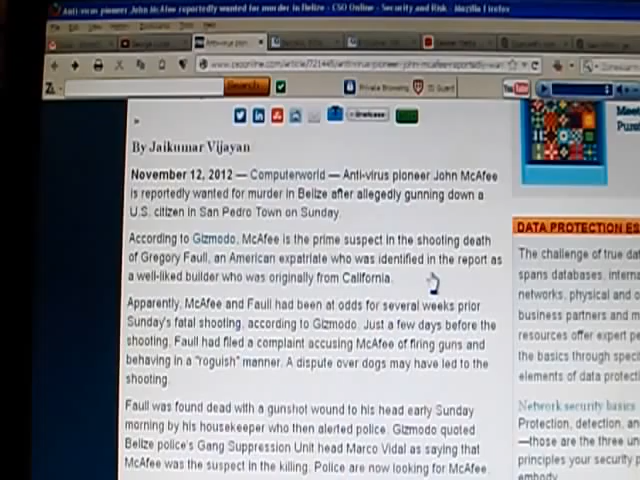 Anti-virus pioneer John McAfee reportedly wanted for murder in Belize - CSO Online - Security and Risk - Mozilla Firefox
Search
Private Browsing
ID Guard
You Tube
By Jaikumar Vijayan
November 12, 2012 — Computerworld — Anti-virus pioneer John McAfee
is reportedly wanted for murder in Belize after allegedly gunning down a
U.S. citizen in San Pedro Town on Sunday.
According to Gizmodo, McAfee is the prime suspect in the shooting death
of Gregory Faull, an American expatriate who was identified in the report as
a well-liked builder who was originally from California.
Apparently, McAfee and Faull had been at odds for several weeks prior
Sunday's fatal shooting, according to Gizmodo. Just a few days before the
shooting, Faull had filed a complaint accusing McAfee of firing guns and
behaving in a "roguish" manner. A dispute over dogs may have led to the
shooting.
Faull was found dead with a gunshot wound to his head early Sunday
morning by his housekeeper who then alerted police. Gizmodo quoted
Belize police's Gang Suppression Unit head Marco Vidal as saying that
McAfee was the suspect in the killing. Police are now looking for McAfee.
DATA PROTECTION ES
The challenge of true dat
spans databases, interna
networks, physical and o
business partners and m
resources offer expert pe
the basics through speci
elements of data protecti
Network security basics
Protection, detection, an
—those are the three un
principles your security p
embody